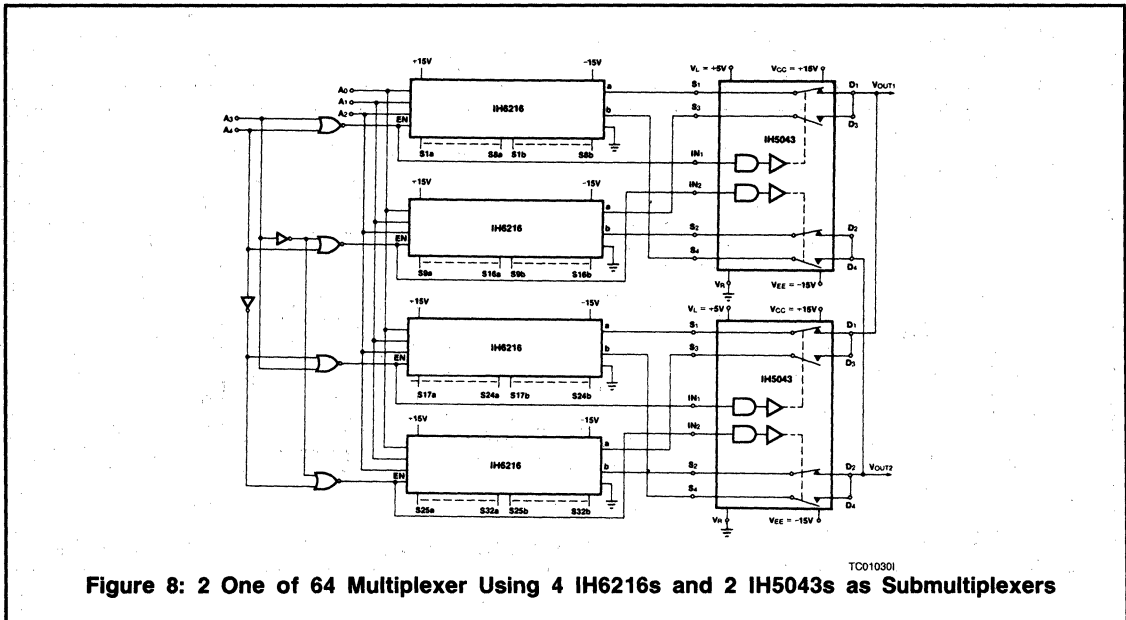 +15V
-15V
VL = +5V
VCC = +15V
A0
A1
A2
IH6216
a
b
S1
S3
D1
VOUT1
D3
A3
A4
EN
S1a
S8a
S1b
S8b
IH5043
IN1
IN2
+15V
-15V
IH6216
a
b
EN
S9a
S16a
S9b
S16b
S2
S4
D2
D4
VR
VEE = -15V
+15V
-15V
VL = +5V
VCC = +15V
IH6216
a
b
EN
S17a
S24a
S17b
S24b
S1
S3
D1
D3
IH5043
IN1
IN2
+15V
-15V
IH6216
a
b
EN
S25a
S32a
S25b
S32b
S2
S4
D2
VOUT2
D4
VR
VEE = -15V
TC01030I
Figure 8: 2 One of 64 Multiplexer Using 4 IH6216s and 2 IH5043s as Submultiplexers